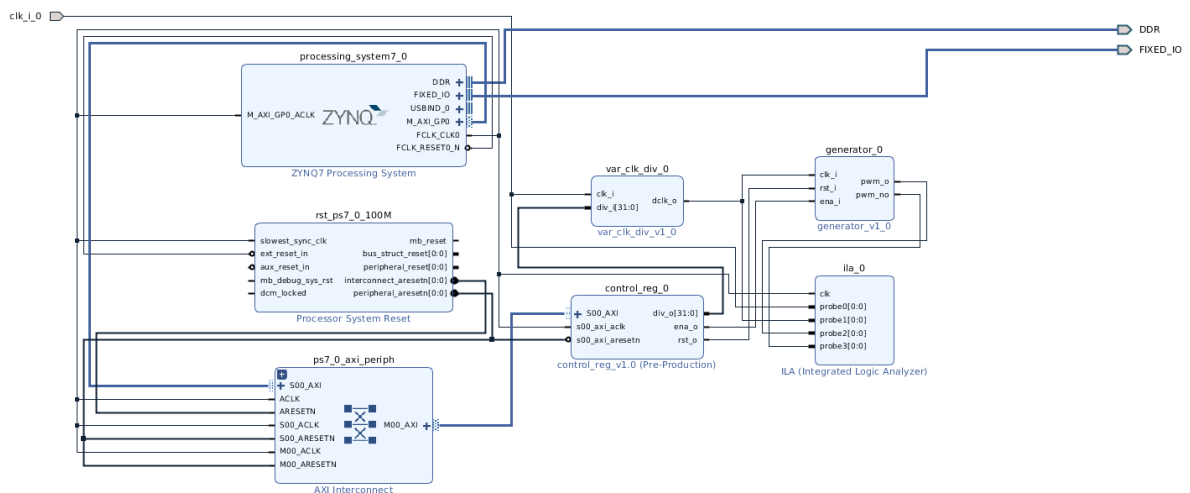 clk_i_0
DDR
FIXED_IO
processing_system7_0
M_AXI_GP0_ACLK
ZYNQ
DDR
FIXED_IO
USBIND_0
M_AXI_GP0
FCLK_CLK0
FCLK_RESET0_N
ZYNQ7 Processing System
var_clk_div_0
clk_i
div_i[31:0]
dclk_o
var_clk_div_v1_0
generator_0
clk_i
rst_i
ena_i
pwm_o
pwm_no
generator_v1_0
rst_ps7_0_100M
slowest_sync_clk
ext_reset_in
aux_reset_in
mb_debug_sys_rst
dcm_locked
mb_reset
bus_struct_reset[0:0]
peripheral_reset[0:0]
interconnect_aresetn[0:0]
peripheral_aresetn[0:0]
Processor System Reset
control_reg_0
S00_AXI
s00_axi_aclk
s00_axi_aresetn
div_o[31:0]
ena_o
rst_o
control_reg_v1.0 (Pre-Production)
ila_0
clk
probe0[0:0]
probe1[0:0]
probe2[0:0]
probe3[0:0]
ILA (Integrated Logic Analyzer)
ps7_0_axi_periph
S00_AXI
ACLK
ARESETN
S00_ACLK
S00_ARESETN
M00_ACLK
M00_ARESETN
M00_AXI
AXI Interconnect